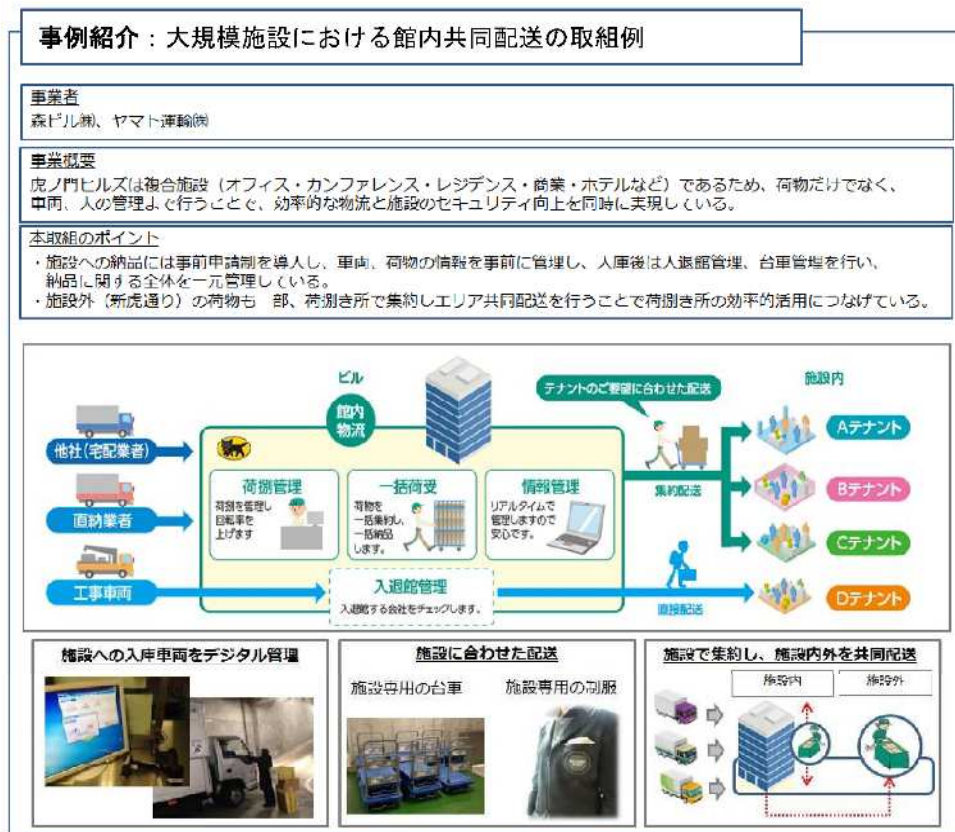 事例紹介：大規模施設における館内共同配送の取組例
事業者
森ビル㈱、ヤマト運輸㈱
事業概要
虎ノ門ヒルズは複合施設（オフィス・カンファレンス・レジデンス・商業・ホテルなど）であるため、荷物だけでなく、
車両、人の管理まで行うことで、効率的な物流と施設のセキュリティ向上を同時に実現している。
本取組のポイント
・施設への納品には事前申請制を導入し、車両、荷物の情報を事前に管理し、入庫後は入退館管理、台車管理を行い、
納品に関する全体を一元管理している。
・施設外（新虎通り）の荷物も一部、荷捌き所で集約しエリア共同配送を行うことで荷捌き所の効率的活用につなげている。
ビル
館内
物流
テナントのご要望に合わせた配送
施設内
他社(宅配業者)
直納業者
工事車両
荷捌管理
荷捌を管理し
回転率を
上げます
一括荷受
荷物を
一括集約し、
一括納品
します。
情報管理
リアルタイムで
管理しますので
安心です。
入退館管理
入退館する会社をチェックします。
集約配送
直接配送
Aテナント
Bテナント
Cテナント
Dテナント
施設への入庫車両をデジタル管理
施設に合わせた配送
施設専用の台車
施設専用の制服
施設で集約し、施設内外を共同配送
施設内
施設外